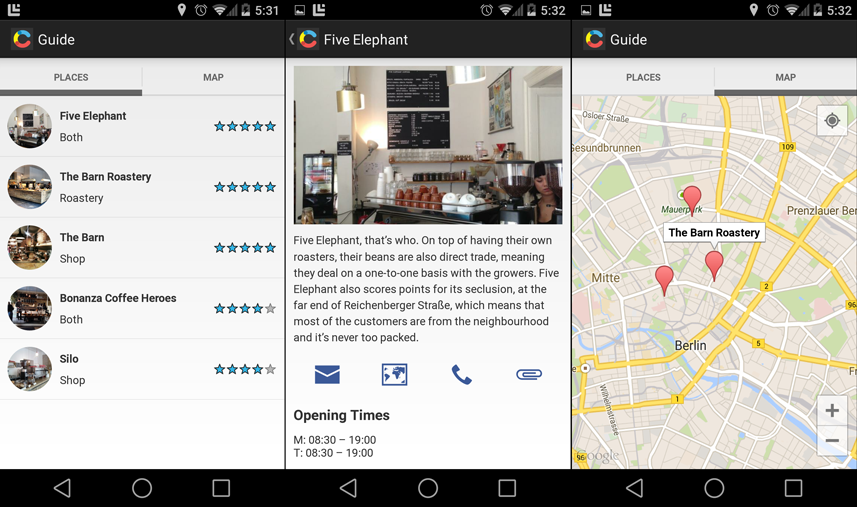 5:31
Guide
PLACES
MAP
Five Elephant
Both
The Barn Roastery
Roastery
The Barn
Shop
Bonanza Coffee Heroes
Both
Silo
Shop
5:32
Five Elephant
Five Elephant, that's who. On top of having their own
roasters, their beans are also direct trade, meaning
they deal on a one-to-one basis with the growers. Five
Elephant also scores points for its seclusion, at the
far end of Reichenberger Straße, which means that
most of the customers are from the neighbourhood
and it's never too packed.
Opening Times
M: 08:30 – 19:00
T: 08:30 – 19:00
5:32
Guide
PLACES
MAP
Osloer Straße
Gesundbrunnen
109
Mauerpark
Prenzlauer Ber
The Barn Roastery
Mitte
2
96
Berlin
5
Fr
1
Wilhelmstrasse
96
Google
+
−